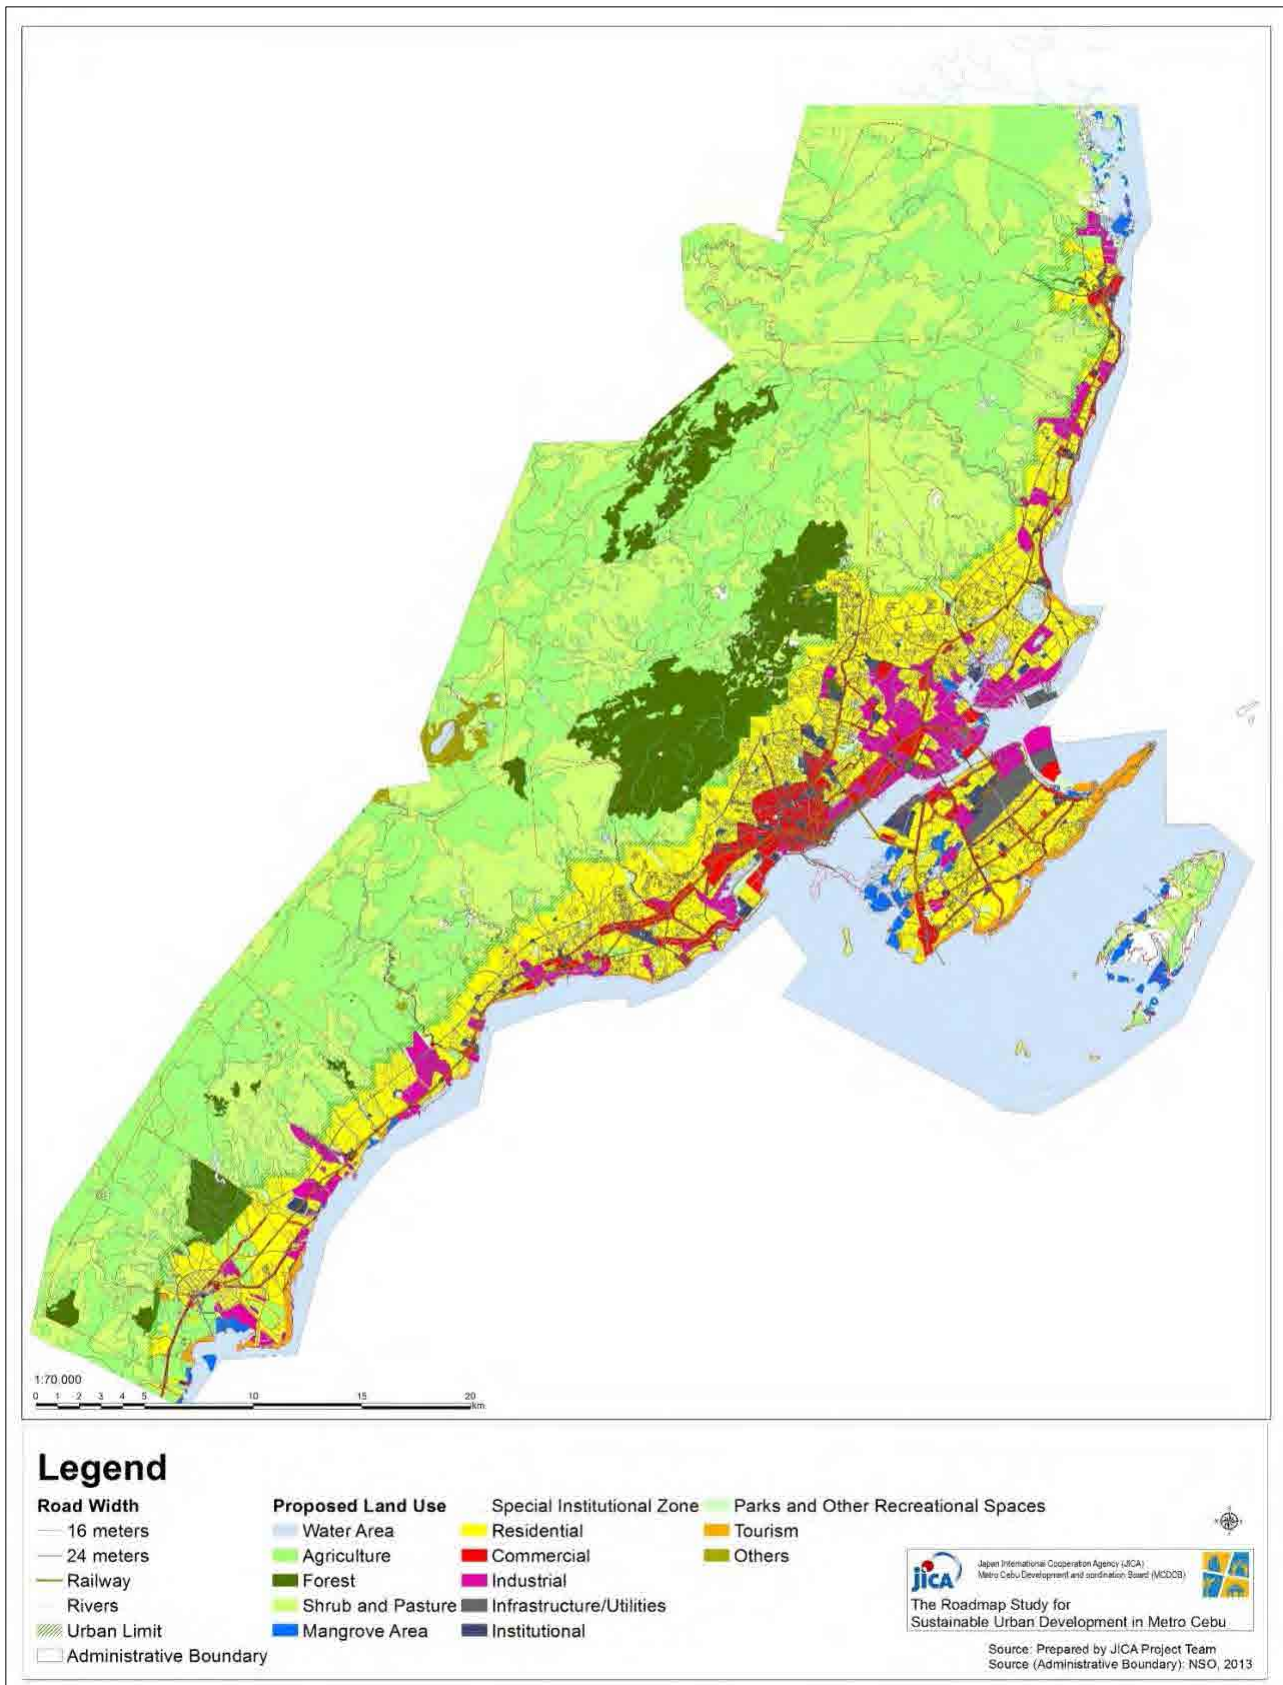 1:70.000
0 1 2 3 4 5 10 15 20
km
Legend
Road Width
16 meters
24 meters
Railway
Rivers
Urban Limit
Administrative Boundary
Proposed Land Use
Water Area
Agriculture
Forest
Shrub and Pasture
Mangrove Area
Special Institutional Zone
Residential
Commercial
Industrial
Infrastructure/Utilities
Institutional
Parks and Other Recreational Spaces
Tourism
Others
JICA
Japan International Cooperation Agency (JICA)
Metro Cebu Development and oordination Board (MCDCB)
The Roadmap Study for
Sustainable Urban Development in Metro Cebu
Source: Prepared by JICA Project Team
Source (Administrative Boundary): NSO, 2013